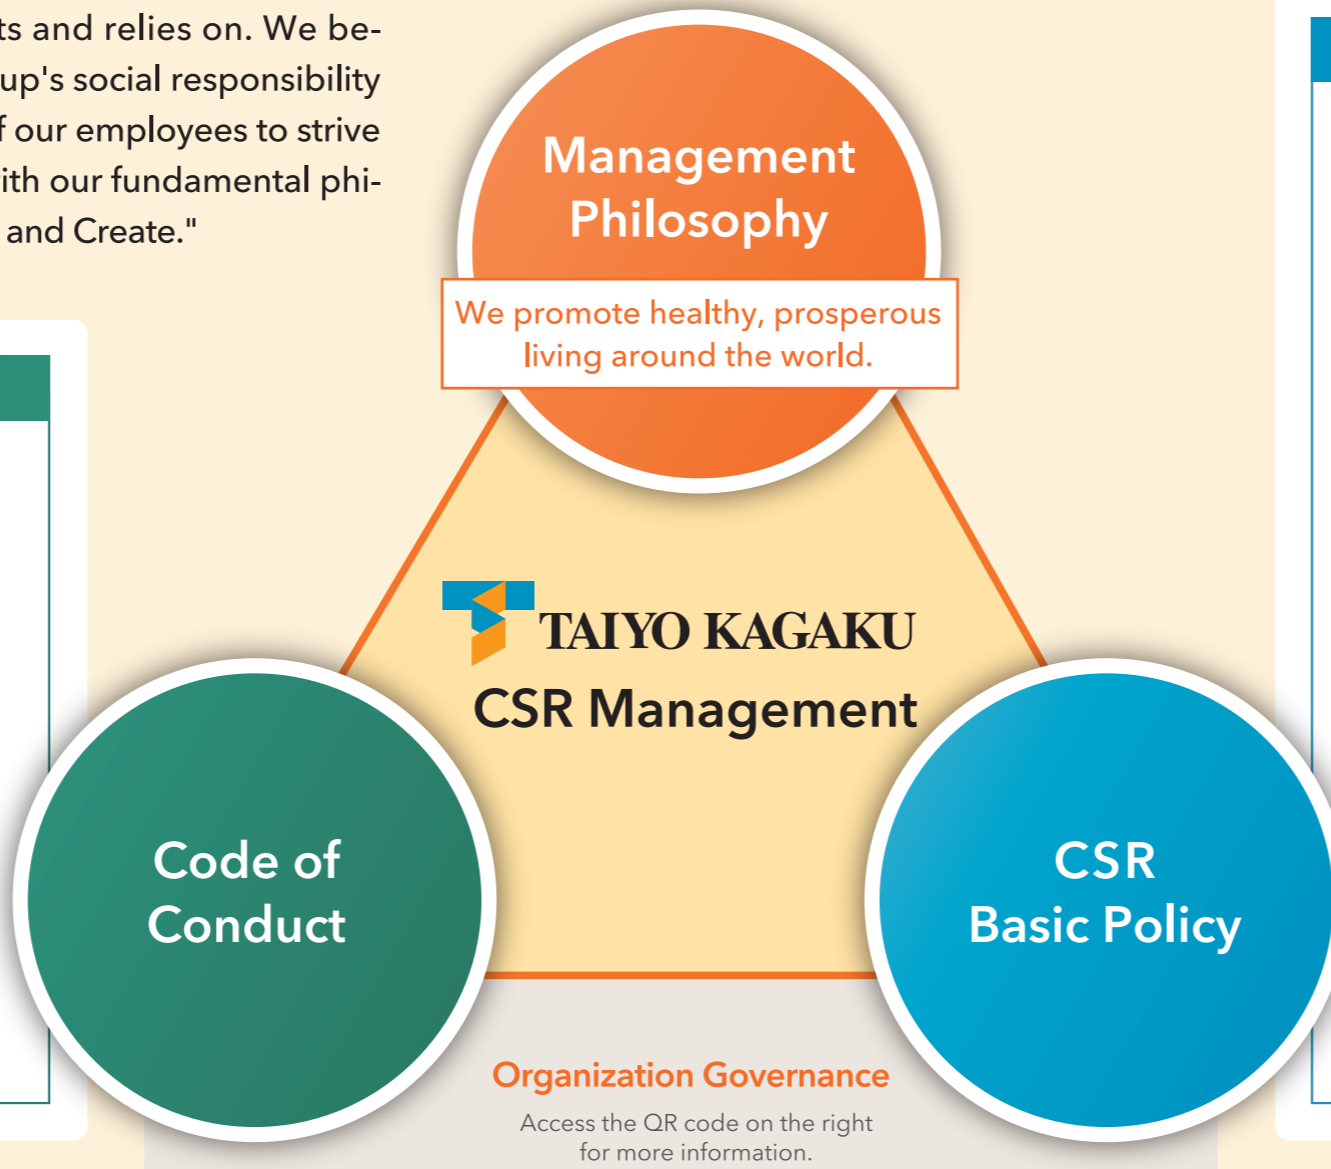 ts and relies on. We be-
up's social responsibility
f our employees to strive
ith our fundamental phi-
and Create."
Management
Philosophy
We promote healthy, prosperous
living around the world.
TAIYO KAGAKU
CSR Management
Code of
Conduct
CSR
Basic Policy
Organization Governance
Access the QR code on the right
for more information.